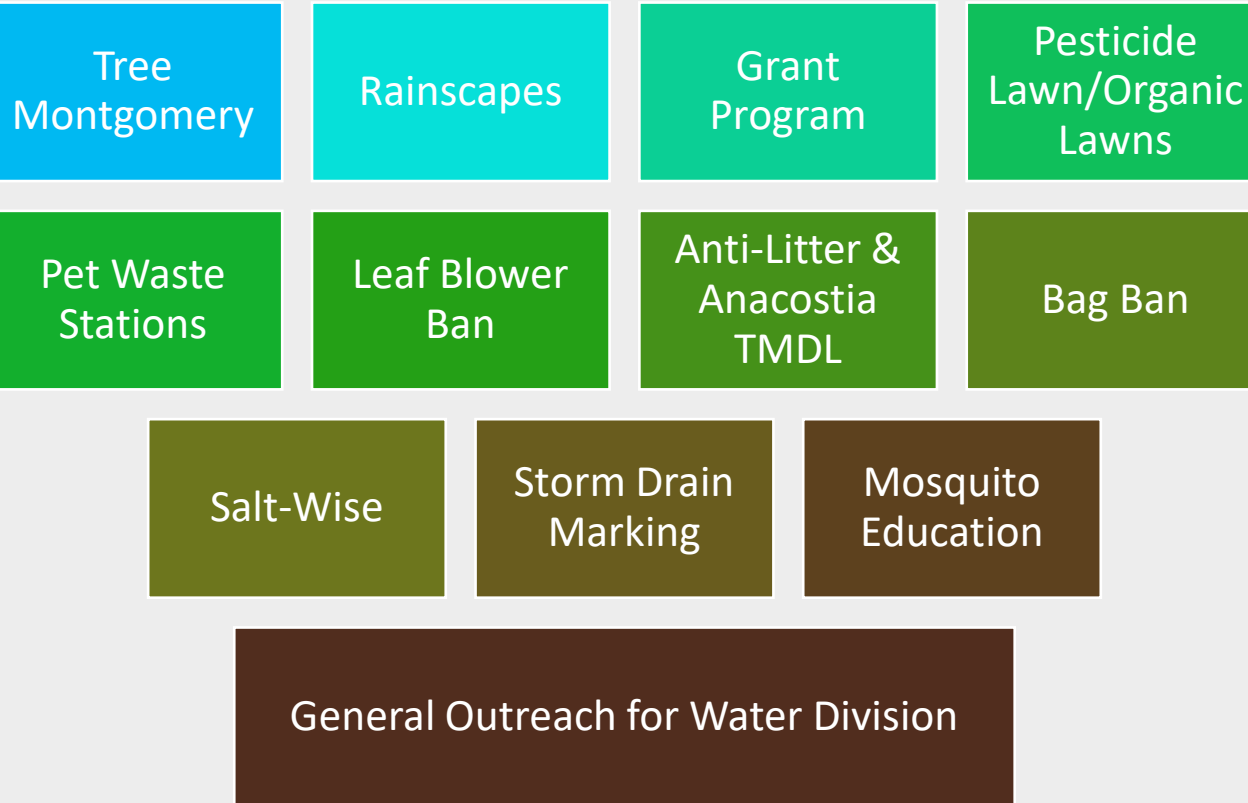 Tree
Montgomery
Rainscapes
Grant
Program
Pesticide
Lawn/Organic
Lawns
Pet Waste
Stations
Leaf Blower
Ban
Anti-Litter &
Anacostia
TMDL
Bag Ban
Salt-Wise
Storm Drain
Marking
Mosquito
Education
General Outreach for Water Division